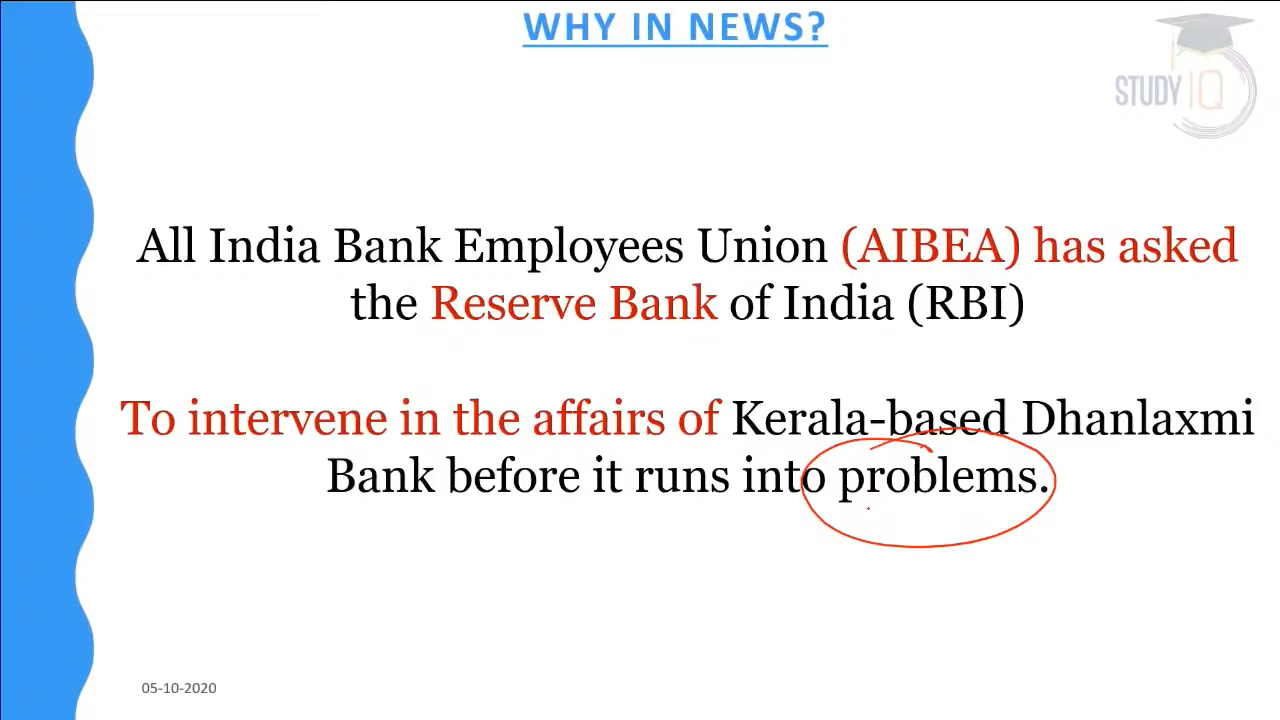 WHY IN NEWS?
STUDY IQ
All India Bank Employees Union (AIBEA) has asked
the Reserve Bank of India (RBI)
To intervene in the affairs of Kerala-based Dhanlaxmi
Bank before it runs into problems.
05-10-2020